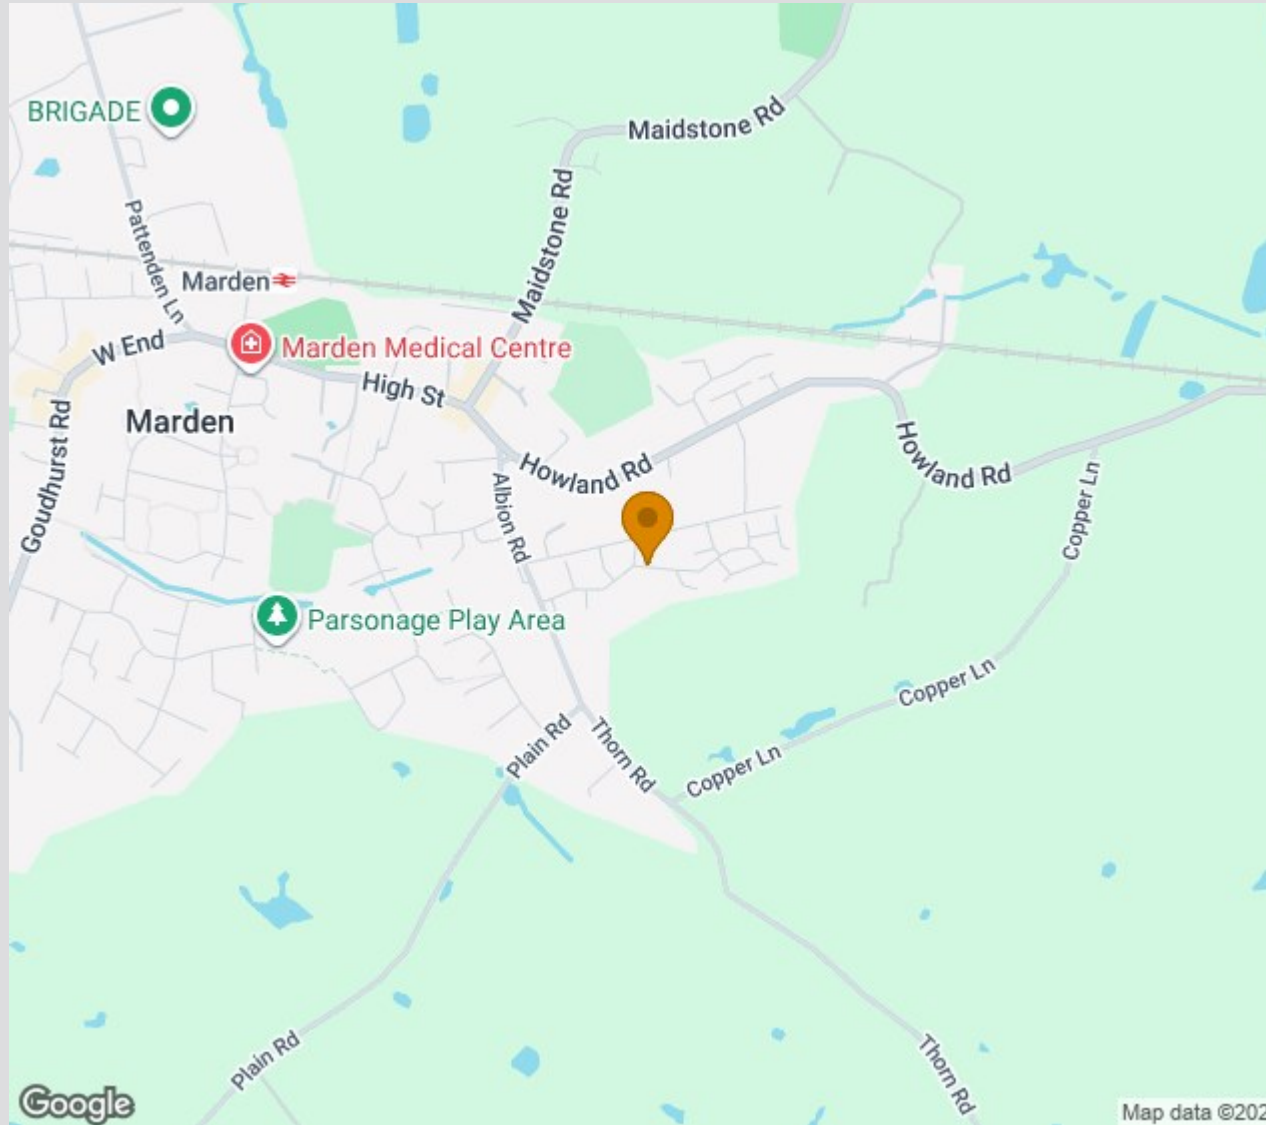 BRIGADE
Maidstone Rd
Maidstone Rd
Pattenden Ln
Marden
W End
Marden Medical Centre
High St
Marden
Goudhurst Rd
Howland Rd
Howland Rd
Albion Rd
Copper Ln
Parsonage Play Area
Copper Ln
Plain Rd
Thorn Rd
Copper Ln
Plain Rd
Thorn Rd
Google
Map data ©202